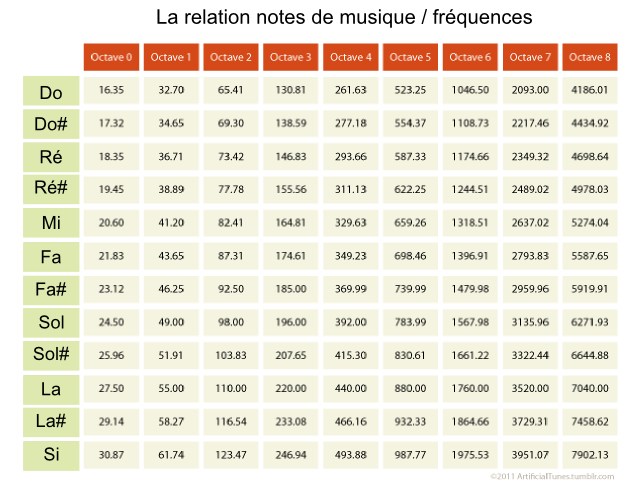 La relation notes de musique / fréquences
Octave 0 Octave 1 Octave 2 Octave 3 Octave 4 Octave 5 Octave 6 Octave 7 Octave 8
Do 16.35 32.70 65.41 130.81 261.63 523.25 1046.50 2093.00 4186.01
Do# 17.32 34.65 69.30 138.59 277.18 554.37 1108.73 2217.46 4434.92
Ré 18.35 36.71 73.42 146.83 293.66 587.33 1174.66 2349.32 4698.64
Ré# 19.45 38.89 77.78 155.56 311.13 622.25 1244.51 2489.02 4978.03
Mi 20.60 41.20 82.41 164.81 329.63 659.26 1318.51 2637.02 5274.04
Fa 21.83 43.65 87.31 174.61 349.23 698.46 1396.91 2793.83 5587.65
Fa# 23.12 46.25 92.50 185.00 369.99 739.99 1479.98 2959.96 5919.91
Sol 24.50 49.00 98.00 196.00 392.00 783.99 1567.98 3135.96 6271.93
Sol# 25.96 51.91 103.83 207.65 415.30 830.61 1661.22 3322.44 6644.88
La 27.50 55.00 110.00 220.00 440.00 880.00 1760.00 3520.00 7040.00
La# 29.14 58.27 116.54 233.08 466.16 932.33 1864.66 3729.31 7458.62
Si 30.87 61.74 123.47 246.94 493.88 987.77 1975.53 3951.07 7902.13
©2011 ArtificialTunes.tumblr.com